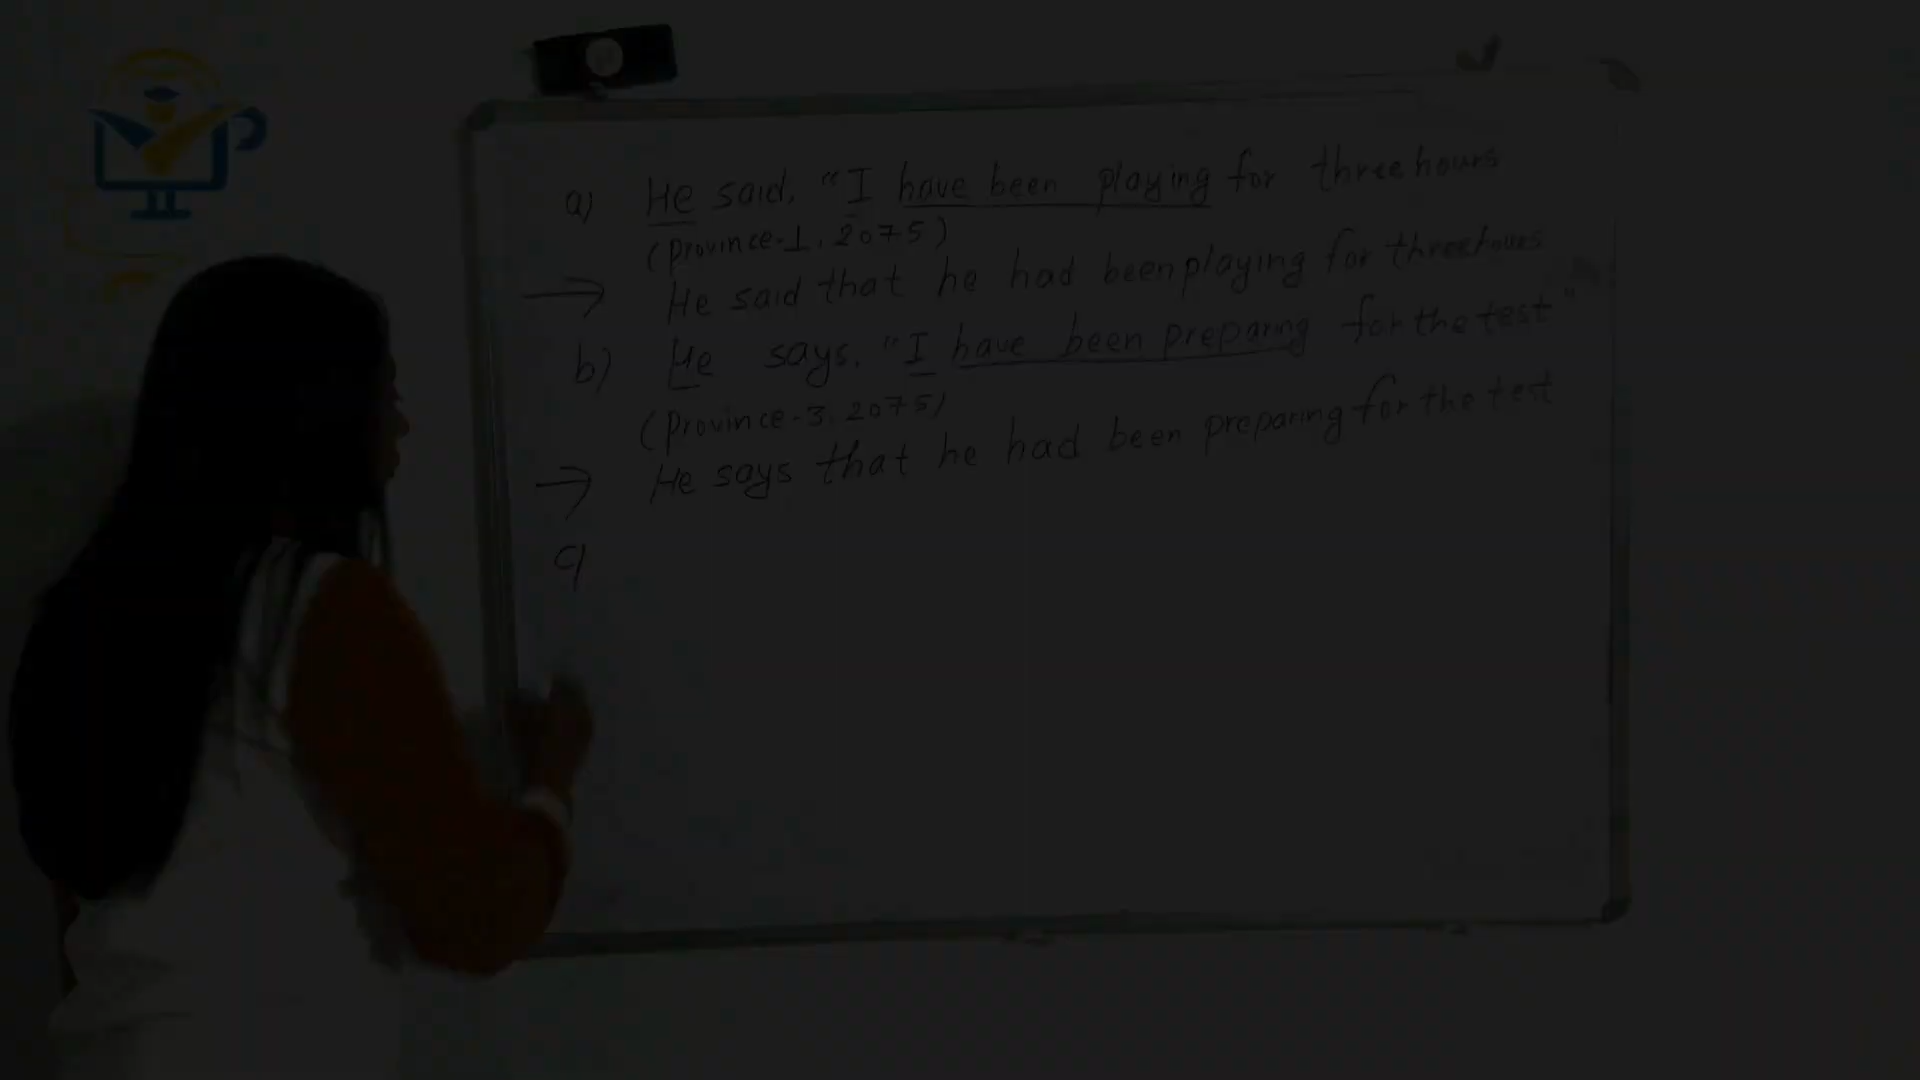 a) He said, "I have been playing for three hours
(Province-1, 2075)
→ He said that he had been playing for three hours
b) He says, "I have been preparing for the test"
(Province-3, 2075)
→ He says that he had been preparing for the test
c)